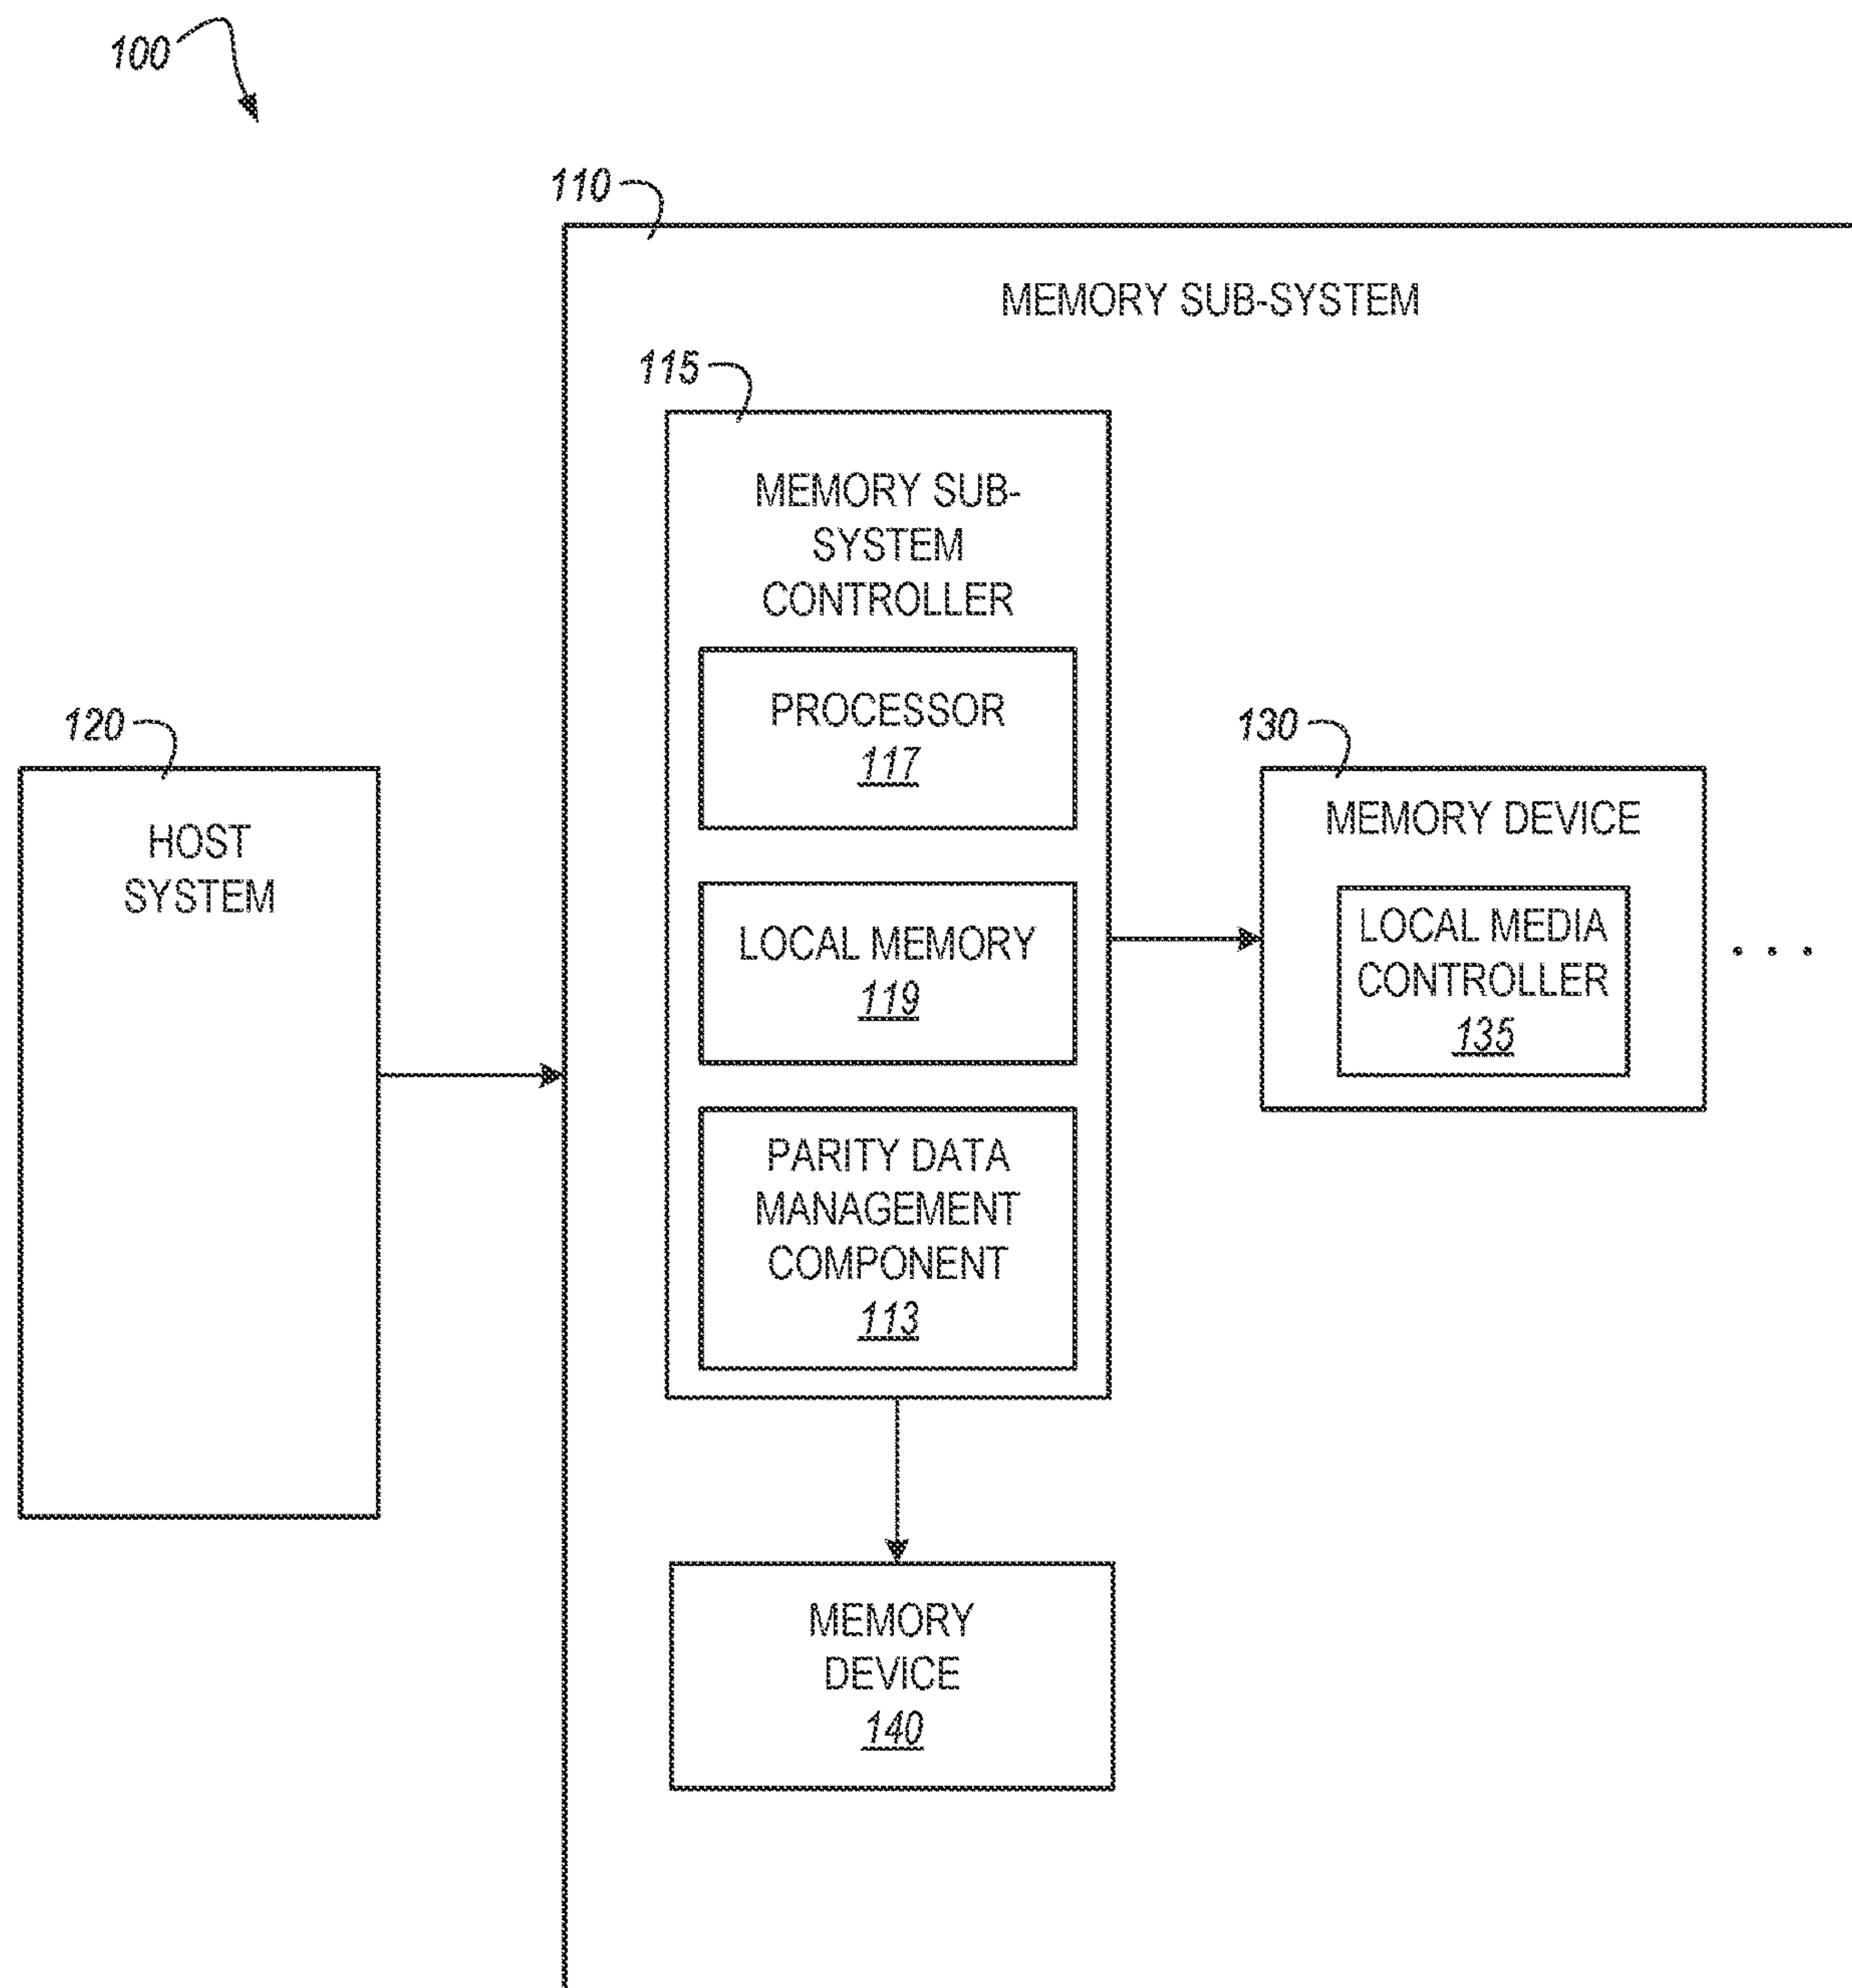 100
110
MEMORY SUB-SYSTEM
115
MEMORY SUB-
SYSTEM
CONTROLLER
PROCESSOR
117
120
HOST
SYSTEM
130
MEMORY DEVICE
LOCAL MEDIA
CONTROLLER
135
. . .
LOCAL MEMORY
119
PARITY DATA
MANAGEMENT
COMPONENT
113
MEMORY
DEVICE
140